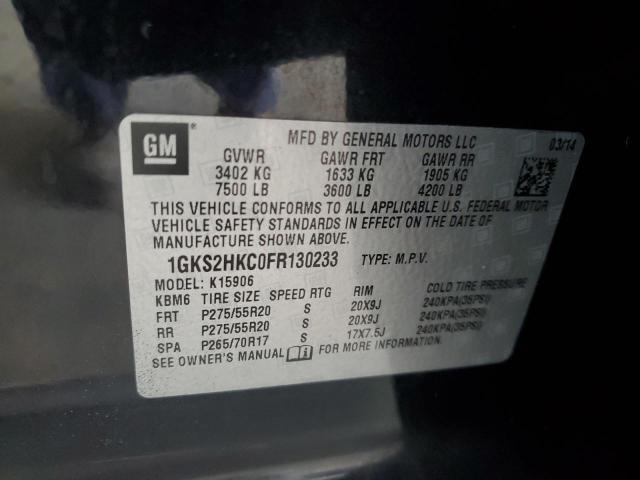 GM
MFD BY GENERAL MOTORS LLC 03/14
GVWR GAWR FRT GAWR RR
3402 KG 1633 KG 1905 KG
7500 LB 3600 LB 4200 LB
THIS VEHICLE CONFORMS TO ALL APPLICABLE U.S. FEDERAL MOTOR
VEHICLE SAFETY STANDARDS IN EFFECT ON THE DATE OF
MANUFACTURE SHOWN ABOVE.
1GKS2HKC0FR130233 TYPE: M.P.V.
MODEL: K15906
KBM6 TIRE SIZE SPEED RTG RIM COLD TIRE PRESSURE
FRT P275/55R20 S 20X9J 240KPA(35PSI)
RR P275/55R20 S 20X9J 240KPA(35PSI)
SPA P265/70R17 S 17X7.5J 240KPA(35PSI)
SEE OWNER'S MANUAL FOR MORE INFORMATION.